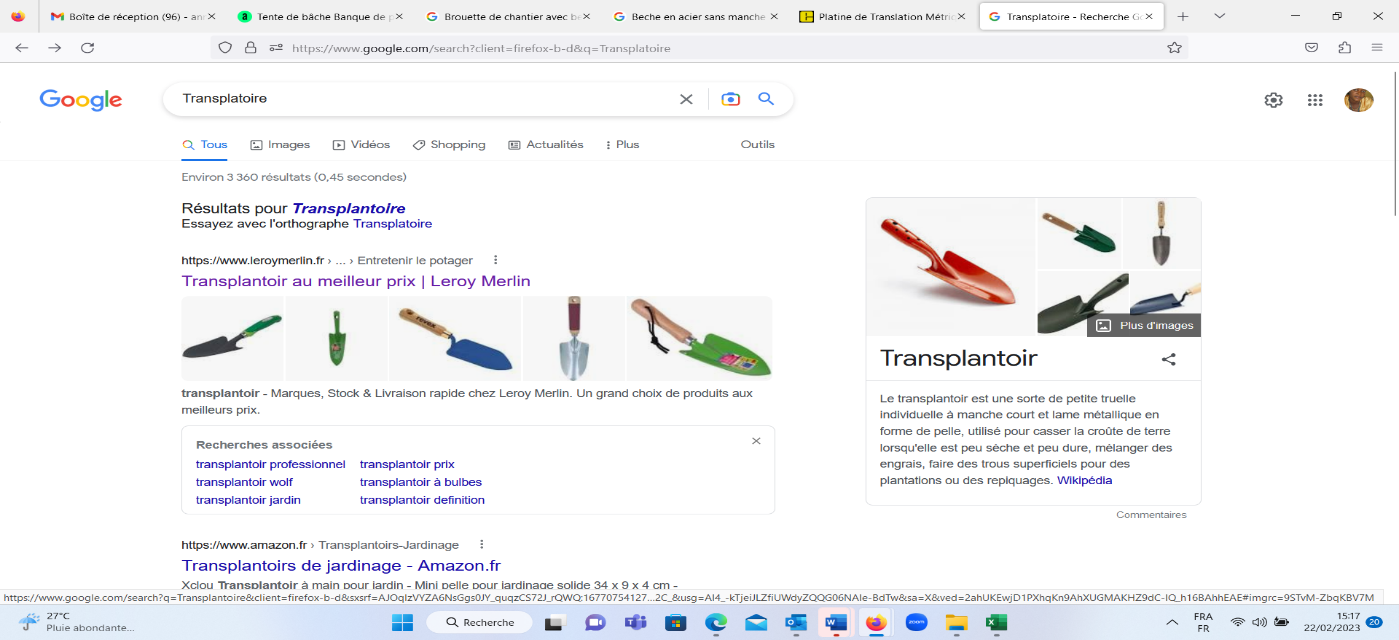 Boîte de réception (96) - ann
Tente de bâche Banque de p
Brouette de chantier avec be
Beche en acier sans manche
Platine de Translation Métric
Transplatoire - Recherche Go
https://www.google.com/search?client=firefox-b-d&q=Transplatoire
Google
Transplatoire
Tous Images Vidéos Shopping Actualités Plus Outils
Environ 3 360 résultats (0,45 secondes)
Résultats pour Transplantoire
Essayez avec l'orthographe Transplatoire
https://www.leroymerlin.fr › ... › Entretenir le potager
Transplantoir au meilleur prix | Leroy Merlin
transplantoir - Marques, Stock & Livraison rapide chez Leroy Merlin. Un grand choix de produits aux
meilleurs prix.
Recherches associées
transplantoir professionnel transplantoir prix
transplantoir wolf transplantoir à bulbes
transplantoir jardin transplantoir definition
https://www.amazon.fr › Transplantoirs-Jardinage
Transplantoirs de jardinage - Amazon.fr
Xclou Transplantoir à main pour jardin - Mini pelle pour jardinage solide 34 x 9 x 4 cm -
Plus d'images
Transplantoir
Le transplantoir est une sorte de petite truelle
individuelle à manche court et lame métallique en
forme de pelle, utilisé pour casser la croûte de terre
lorsqu'elle est peu sèche et peu dure, mélanger des
engrais, faire des trous superficiels pour des
plantations ou des repiquages. Wikipédia
Commentaires
27°C
Pluie abondante...
Recherche
zoom
FRA
FR
15:17
22/02/2023
20